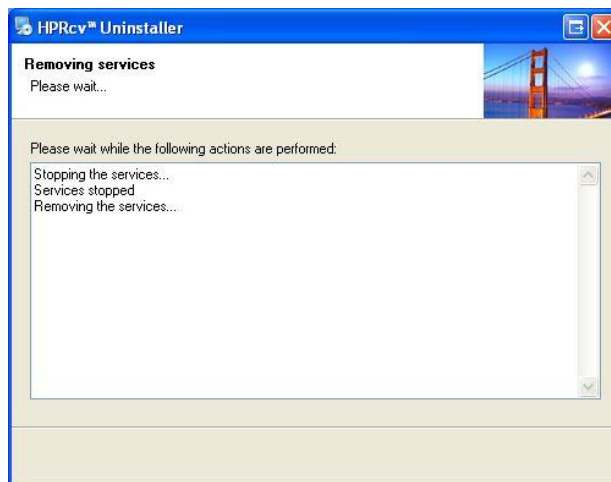 HPRcv™ Uninstaller
Removing services
Please wait...
Please wait while the following actions are performed:
Stopping the services...
Services stopped
Removing the services...